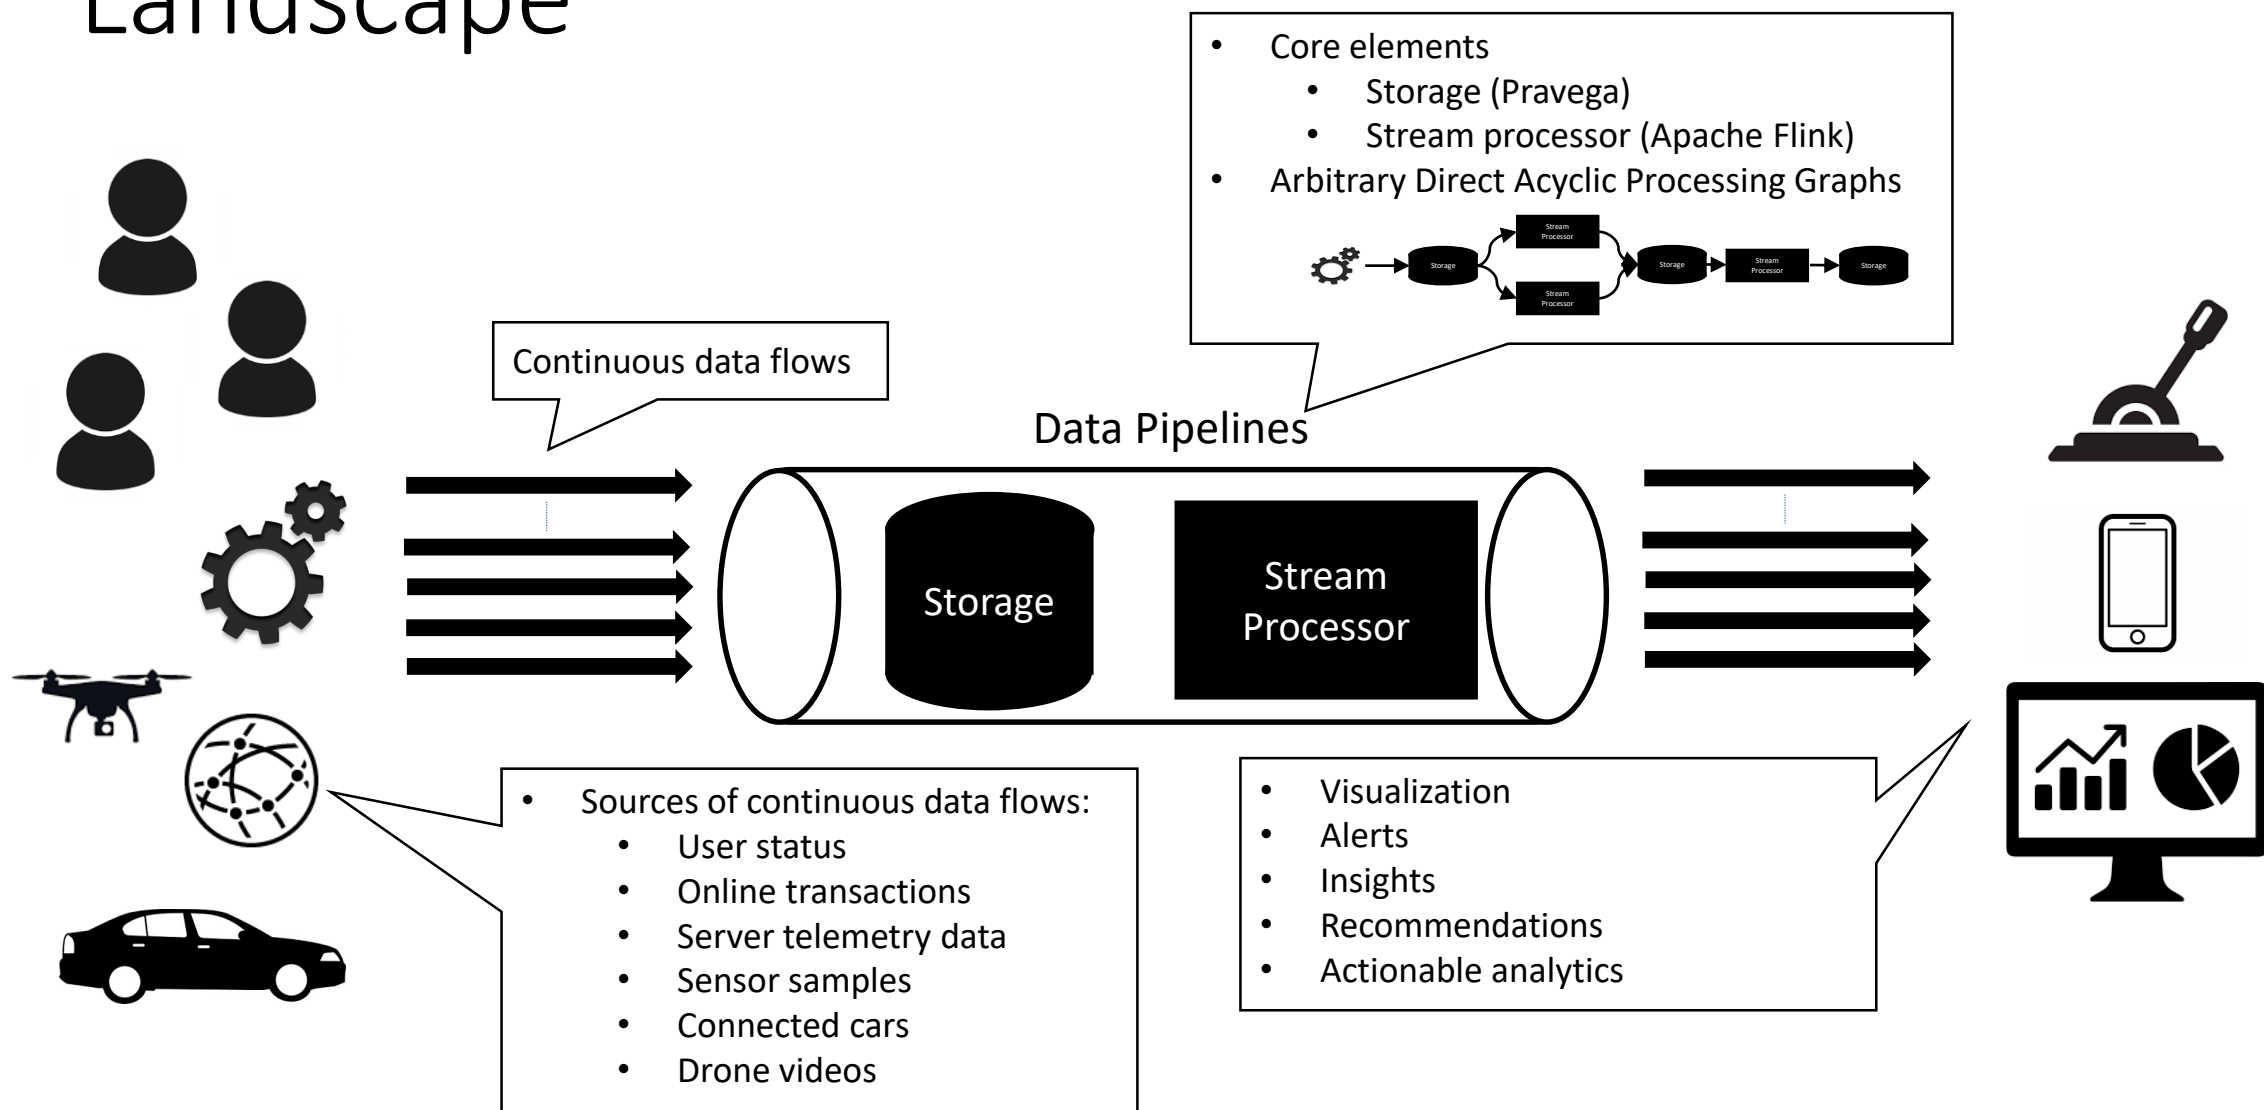 Landscape
• Core elements
• Storage (Pravega)
• Stream processor (Apache Flink)
• Arbitrary Direct Acyclic Processing Graphs
Stream
Processor
Storage
Storage
Stream
Processor
Storage
Stream
Processor
Continuous data flows
Data Pipelines
Storage
Stream
Processor
• Sources of continuous data flows:
• User status
• Online transactions
• Server telemetry data
• Sensor samples
• Connected cars
• Drone videos
• Visualization
• Alerts
• Insights
• Recommendations
• Actionable analytics